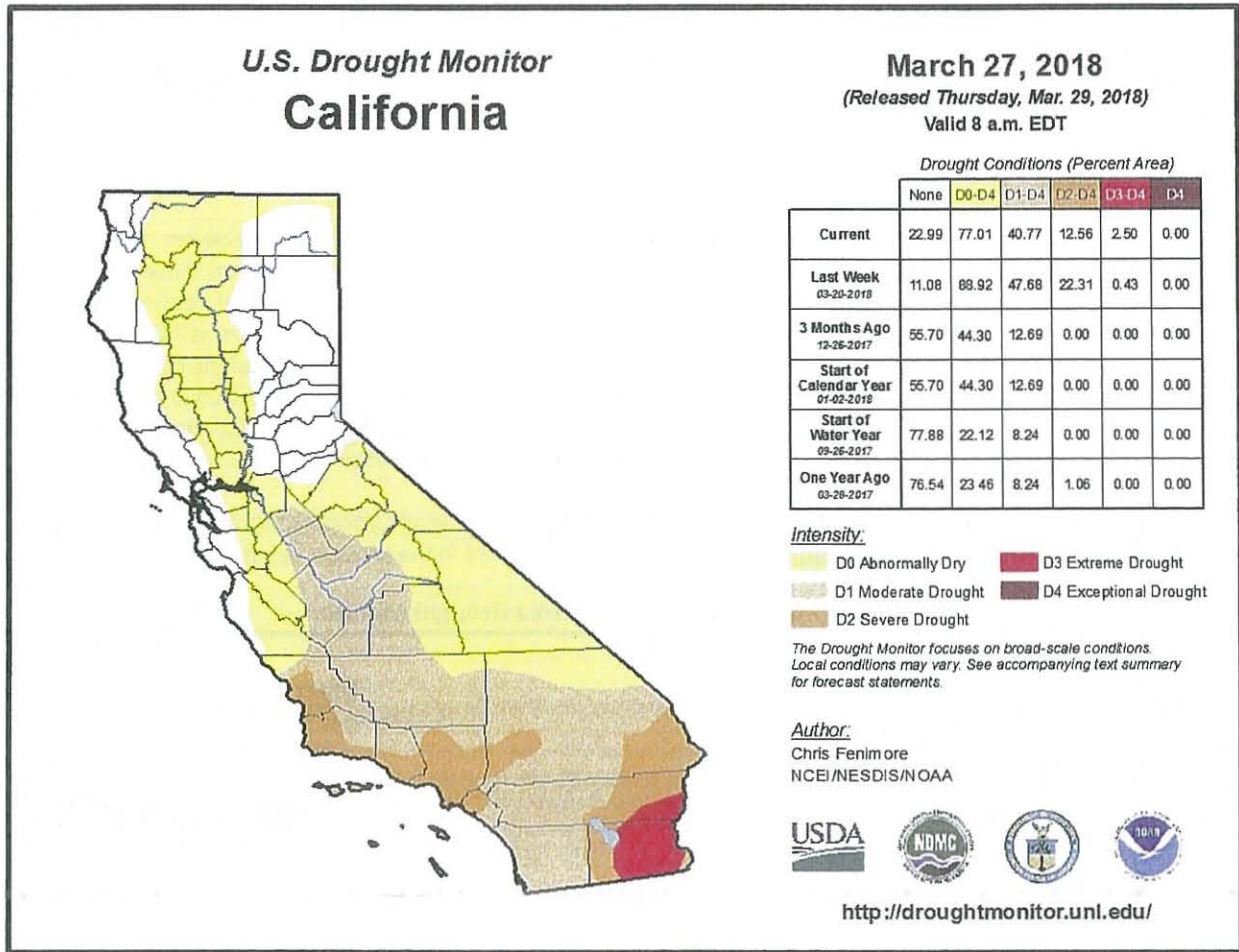 U.S. Drought Monitor
California
March 27, 2018
(Released Thursday, Mar. 29, 2018)
Valid 8 a.m. EDT
Drought Conditions (Percent Area)
None D0-D4 D1-D4 D2-D4 D3-D4 D4
Current 22.99 77.01 40.77 12.56 2.50 0.00
Last Week
03-20-2018 11.08 88.92 47.68 22.31 0.43 0.00
3 Months Ago
12-26-2017 55.70 44.30 12.69 0.00 0.00 0.00
Start of
Calendar Year
01-02-2018 55.70 44.30 12.69 0.00 0.00 0.00
Start of
Water Year
09-26-2017 77.88 22.12 8.24 0.00 0.00 0.00
One Year Ago
03-28-2017 76.54 23.46 8.24 1.06 0.00 0.00
Intensity:
D0 Abnormally Dry
D1 Moderate Drought
D2 Severe Drought
D3 Extreme Drought
D4 Exceptional Drought
The Drought Monitor focuses on broad-scale conditions.
Local conditions may vary. See accompanying text summary
for forecast statements.
Author:
Chris Fenimore
NCEI/NESDIS/NOAA
USDA
NDMC
NOAA
http://droughtmonitor.unl.edu/